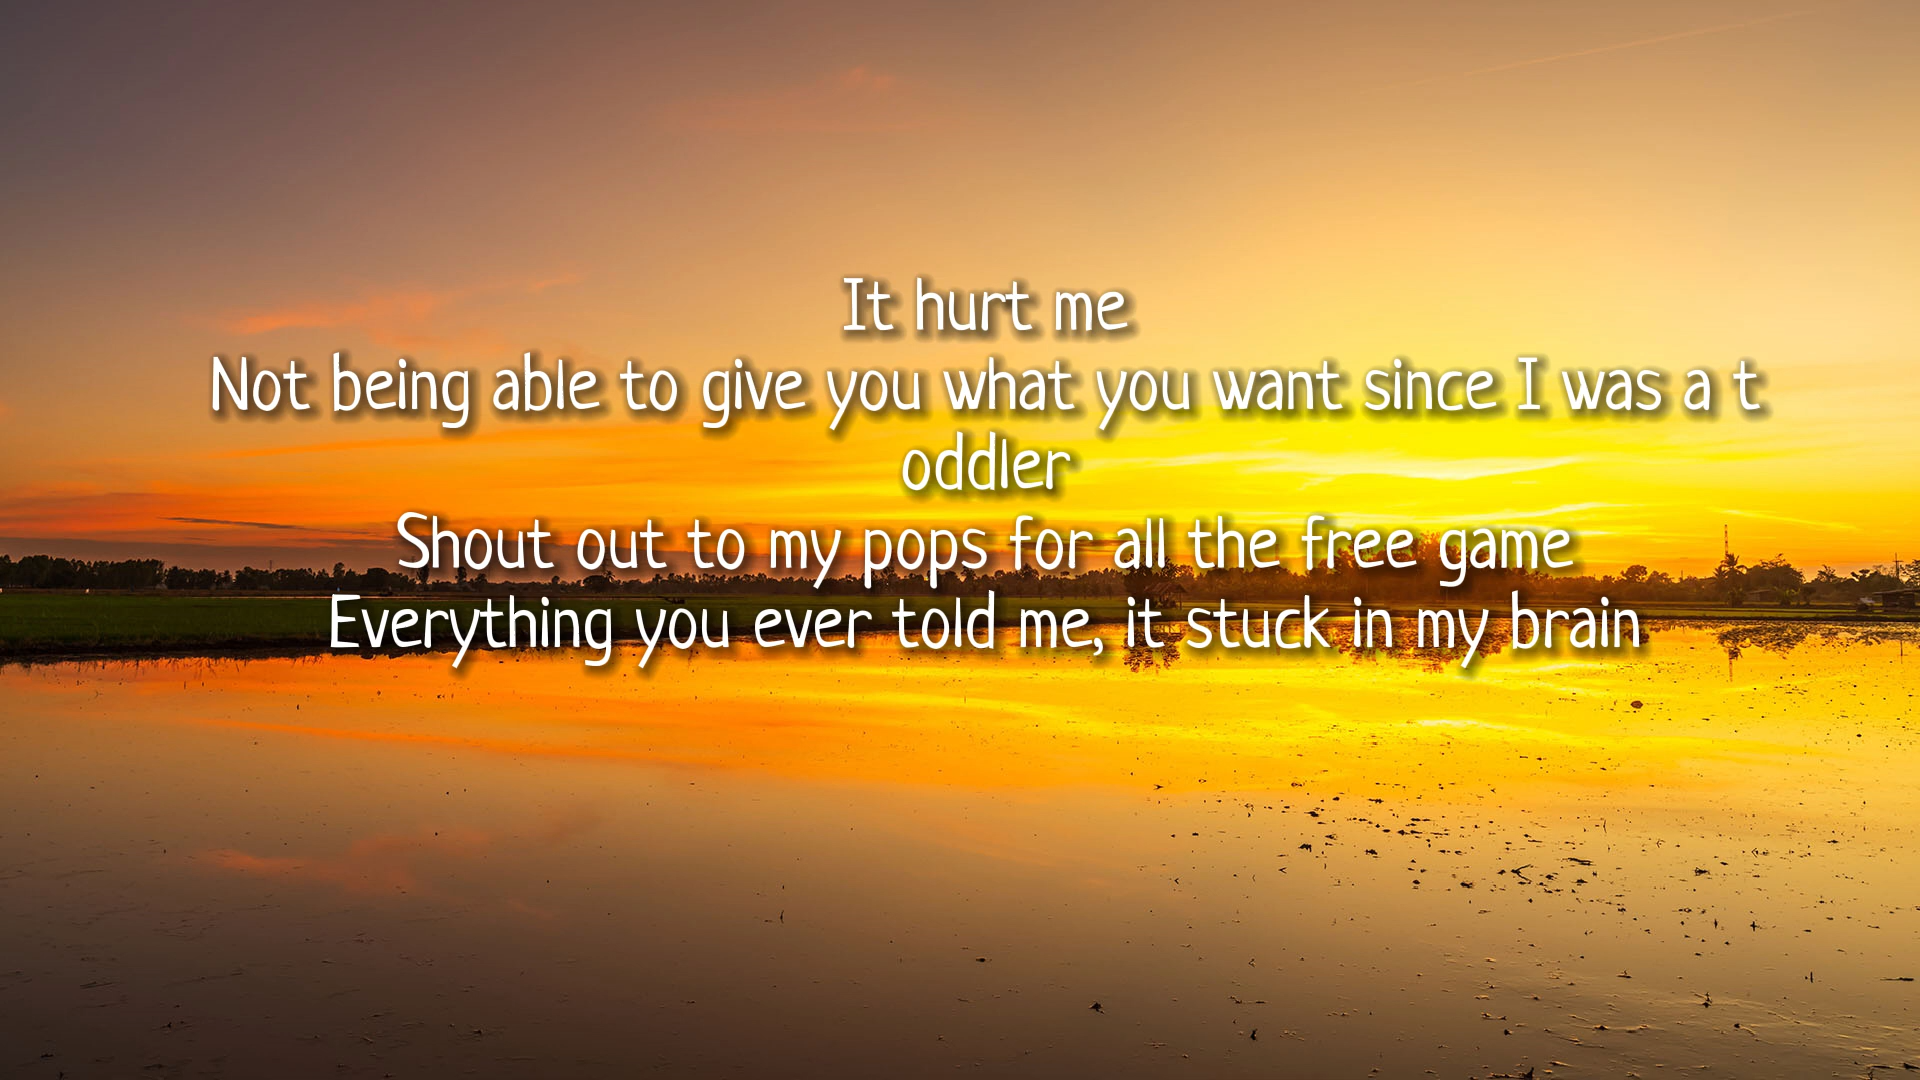 It hurt me
Not being able to give you what you want since I was a t
oddler
Shout out to my pops for all the free game
Everything you ever told me, it stuck in my brain